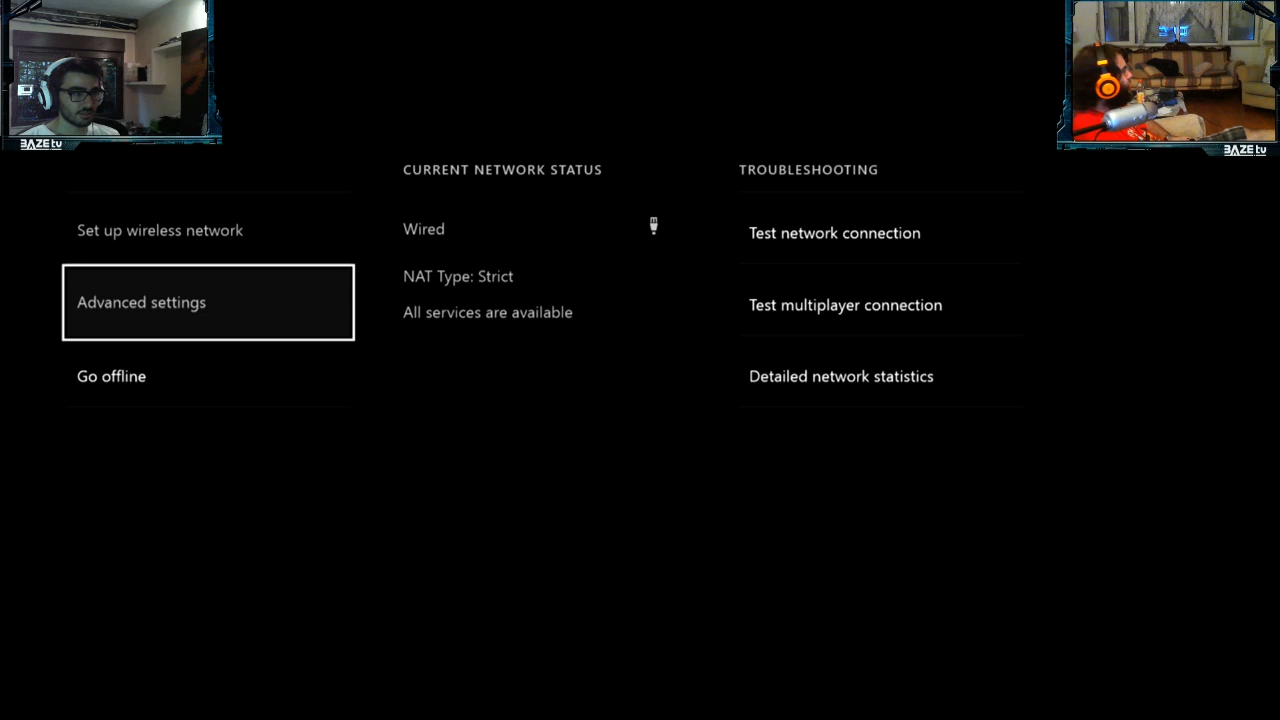 BAZE tv
BAZE tv
CURRENT NETWORK STATUS
TROUBLESHOOTING
Set up wireless network
Wired
Test network connection
Advanced settings
NAT Type: Strict
Test multiplayer connection
All services are available
Go offline
Detailed network statistics